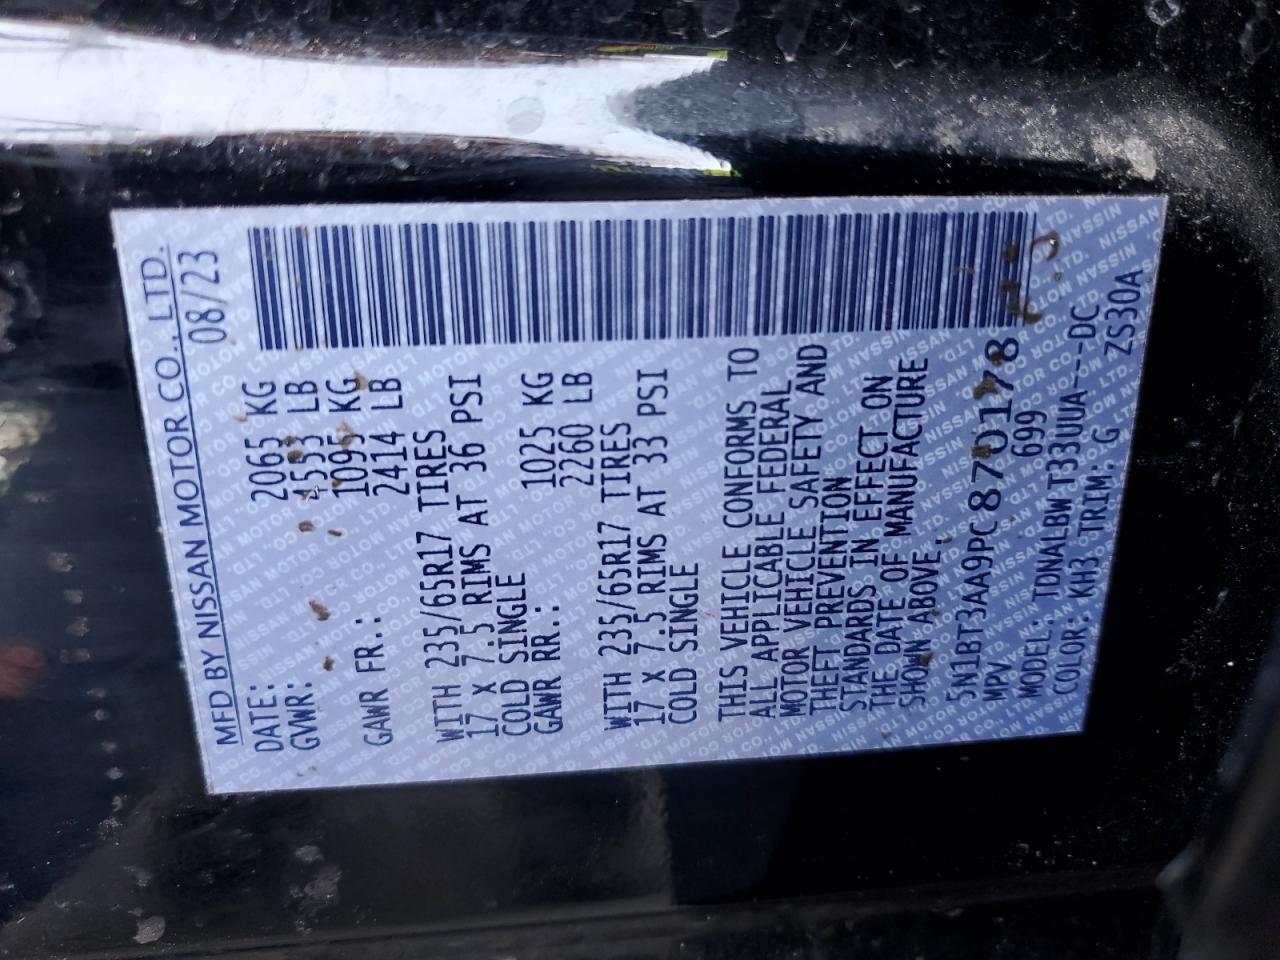 MFD BY NISSAN MOTOR CO., LTD.
DATE: 08/23
GVWR: 2065 KG
4553 LB
GAWR FR.: 1095 KG
2414 LB
WITH 235/65R17 TIRES
17 X 7.5 RIMS AT 36 PSI
COLD SINGLE
GAWR RR.: 1025 KG
2260 LB
WITH 235/65R17 TIRES
17 X 7.5 RIMS AT 33 PSI
COLD SINGLE
THIS VEHICLE CONFORMS TO
ALL APPLICABLE FEDERAL
MOTOR VEHICLE SAFETY AND
THEFT PREVENTION
STANDARDS IN EFFECT ON
THE DATE OF MANUFACTURE
SHOWN ABOVE.
5N1BT3AA9PC870178
MPV 699
MODEL: TDNALBW T33UUA---DC
COLOR: KH3 TRIM: G ZS30A